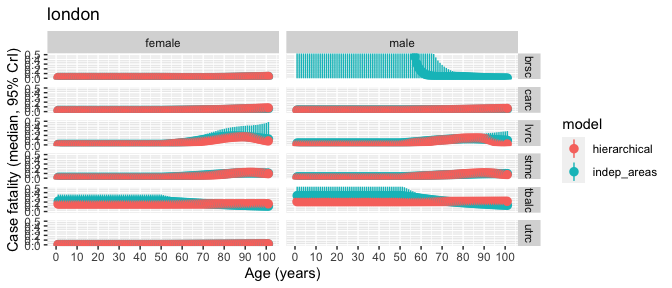 london
female male
Case fatality (median, 95% CrI)
brsc
carc
lvrc
stmc
tbalc
utrc
0 10 20 30 40 50 60 70 80 90 100 0 10 20 30 40 50 60 70 80 90 100
Age (years)
model
hierarchical
indep_areas